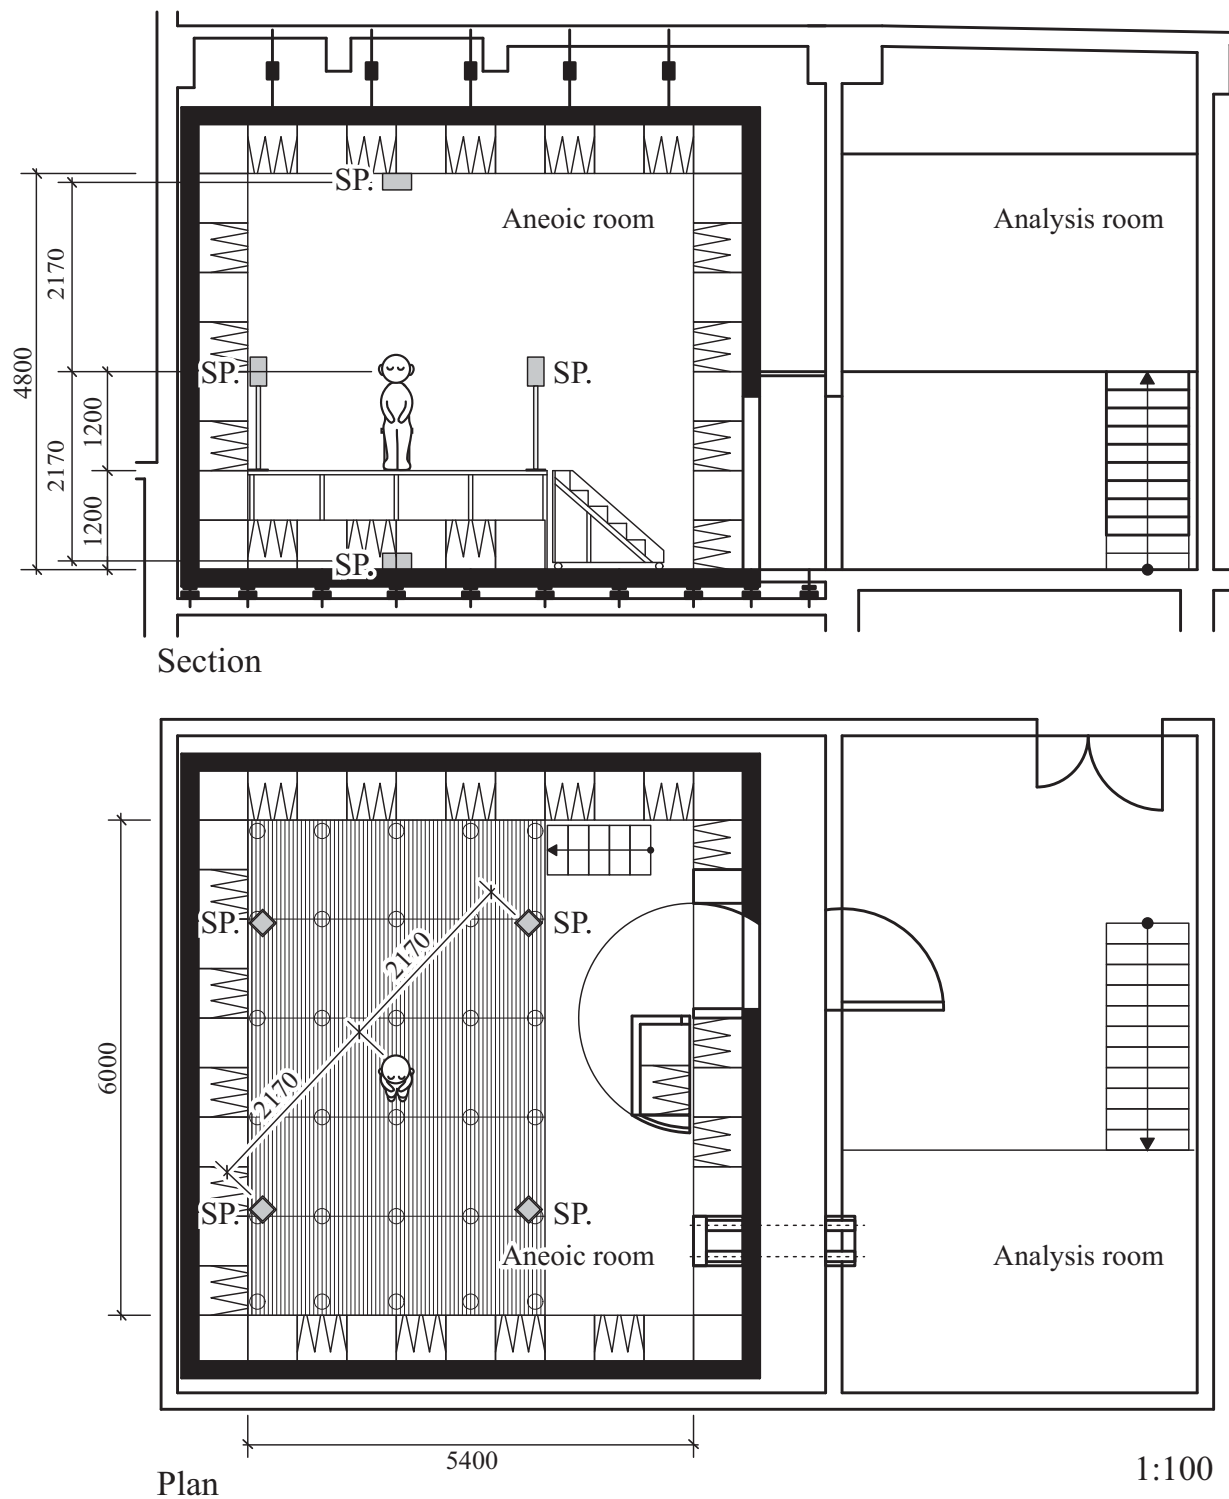 SP.
Aneoic room
Analysis room
2170
4800
SP.
SP.
1200
2170
1200
SP.
Section
SP.
SP.
2170
6000
2170
SP.
SP.
Aneoic room
Analysis room
5400
Plan
1:100